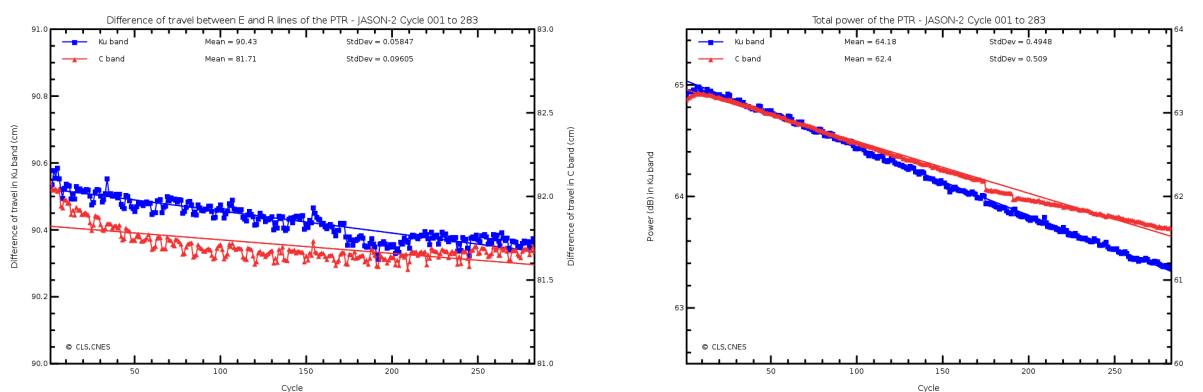 Difference of travel between E and R lines of the PTR - JASON-2 Cycle 001 to 283
91.0
90.8
90.6
90.4
90.2
90.0
83.0
82.5
82.0
81.5
81.0
Ku band Mean = 90.43 StdDev = 0.05847
C band Mean = 81.71 StdDev = 0.09605
Difference of travel in Ku band (cm)
Difference of travel in C band (cm)
© CLS,CNES
50 100 150 200 250
Cycle
Total power of the PTR - JASON-2 Cycle 001 to 283
65
64
63
64
63
62
61
60
Ku band Mean = 64.18 StdDev = 0.4948
C band Mean = 62.4 StdDev = 0.509
Power (dB) in Ku band
© CLS,CNES
50 100 150 200 250
Cycle